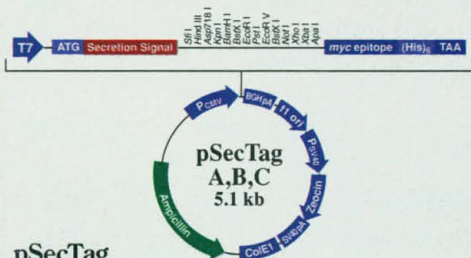 T7 ATG Secretion Signal Sfi I Hind III Asp718 I Kpn I BamH I BstX I EcoR I Pst I EcoR V BstX I Not I Xho I Xba I Apa I myc epitope (His)6 TAA
PCMV BGH pA f1 ori PSV40 Zeocin SV40 pA ColE1 Ampicillin
pSecTag
A,B,C
5.1 kb
pSecTag